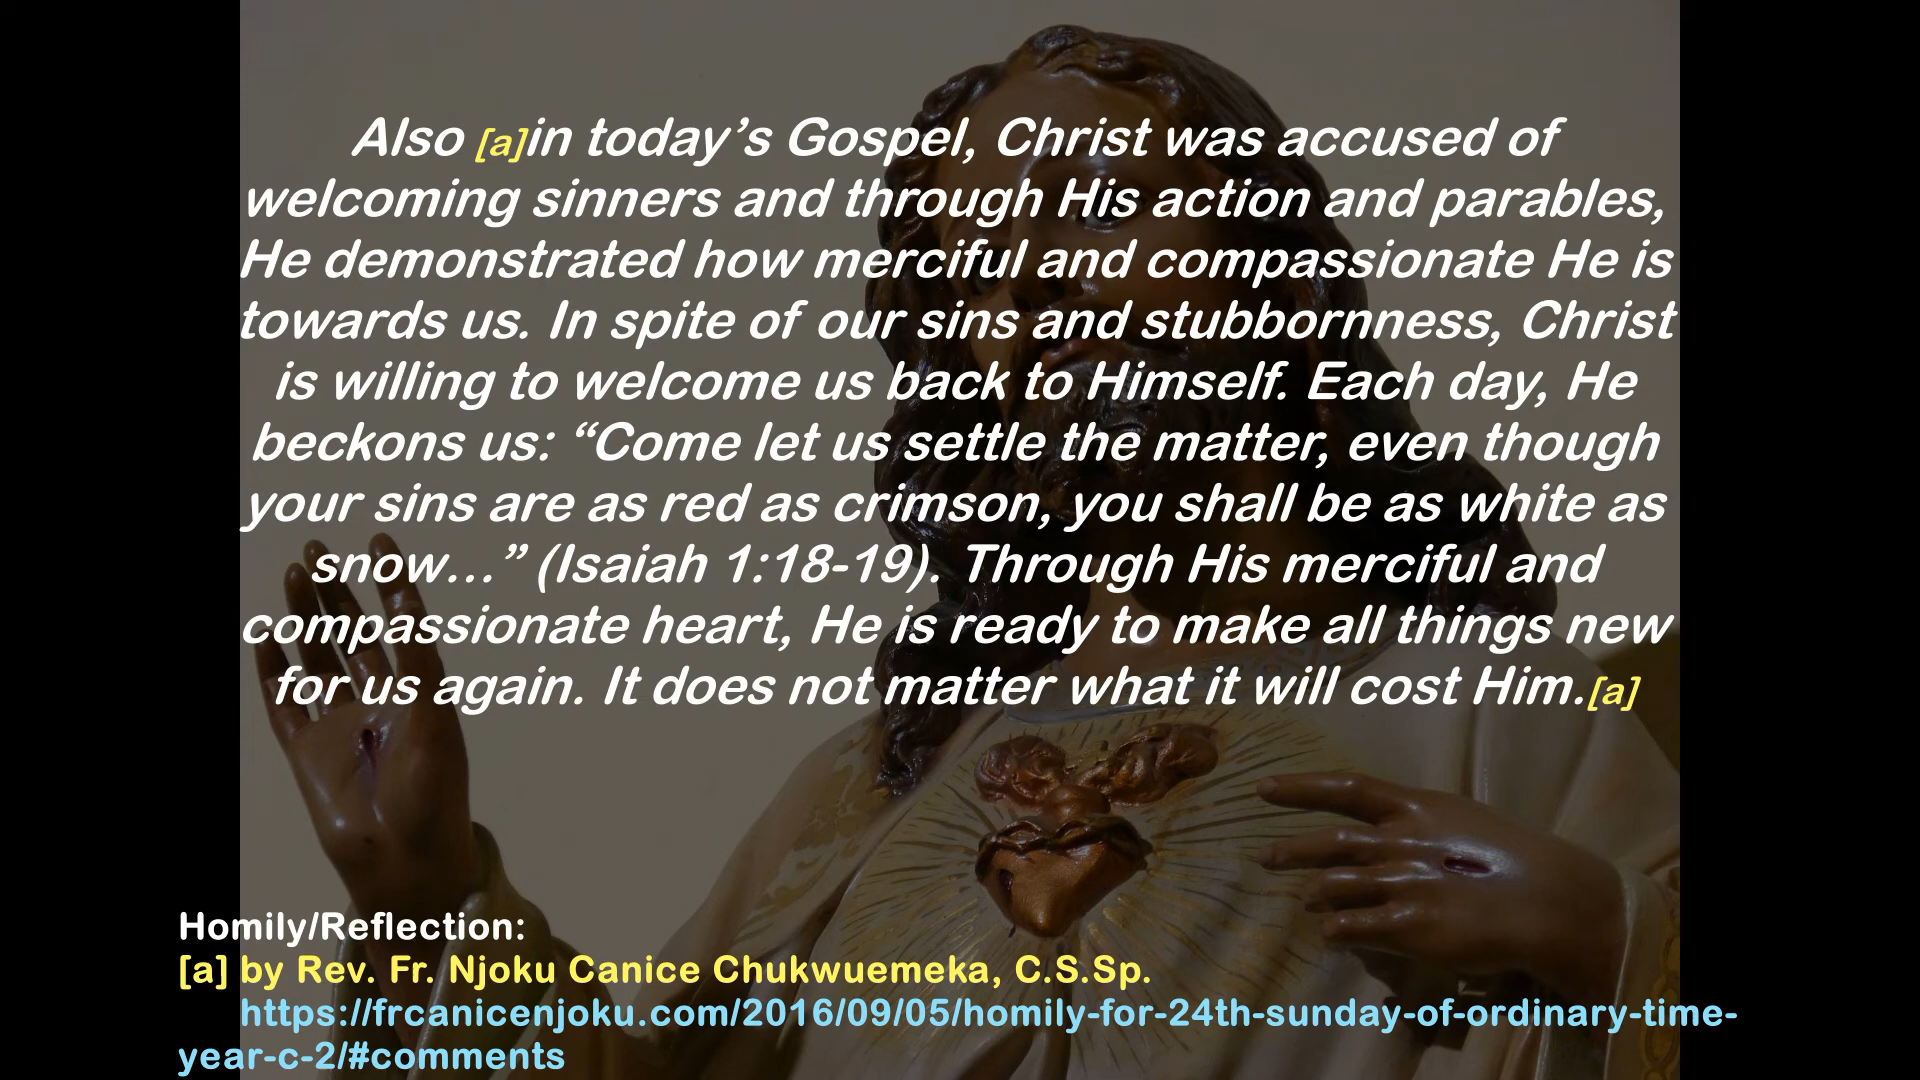 Also [a]in today’s Gospel, Christ was accused of
welcoming sinners and through His action and parables,
He demonstrated how merciful and compassionate He is
towards us. In spite of our sins and stubbornness, Christ
is willing to welcome us back to Himself. Each day, He
beckons us: “Come let us settle the matter, even though
your sins are as red as crimson, you shall be as white as
snow…” (Isaiah 1:18-19). Through His merciful and
compassionate heart, He is ready to make all things new
for us again. It does not matter what it will cost Him.[a]
Homily/Reflection:
[a] by Rev. Fr. Njoku Canice Chukwuemeka, C.S.Sp.
https://frcanicenjoku.com/2016/09/05/homily-for-24th-sunday-of-ordinary-time-
year-c-2/#comments